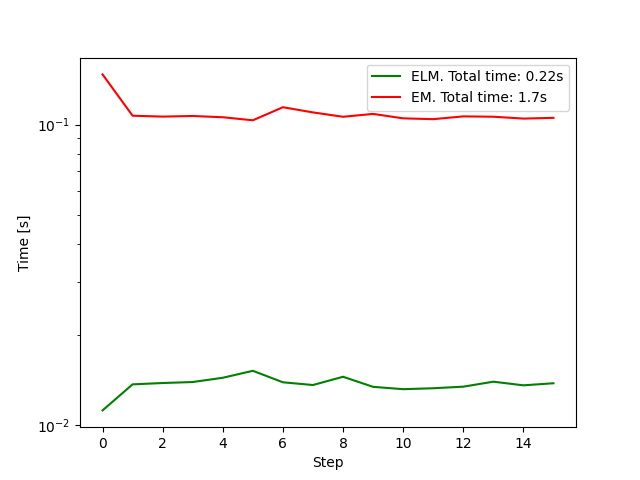 ELM. Total time: 0.22s
EM. Total time: 1.7s
10⁻¹
10⁻²
Time [s]
0 2 4 6 8 10 12 14
Step